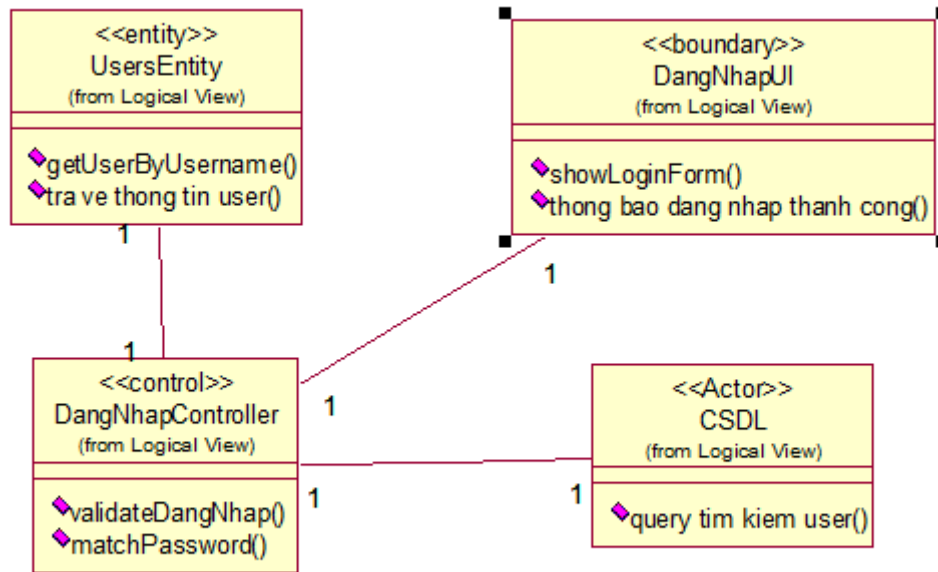 <<entity>>
UsersEntity
(from Logical View)
getUserByUsername()
tra ve thong tin user()
1
<<boundary>>
DangNhapUI
(from Logical View)
showLoginForm()
thong bao dang nhap thanh cong()
1
1
<<control>>
DangNhapController
(from Logical View)
validateDangNhap()
matchPassword()
1
1
<<Actor>>
CSDL
(from Logical View)
query tim kiem user()
1